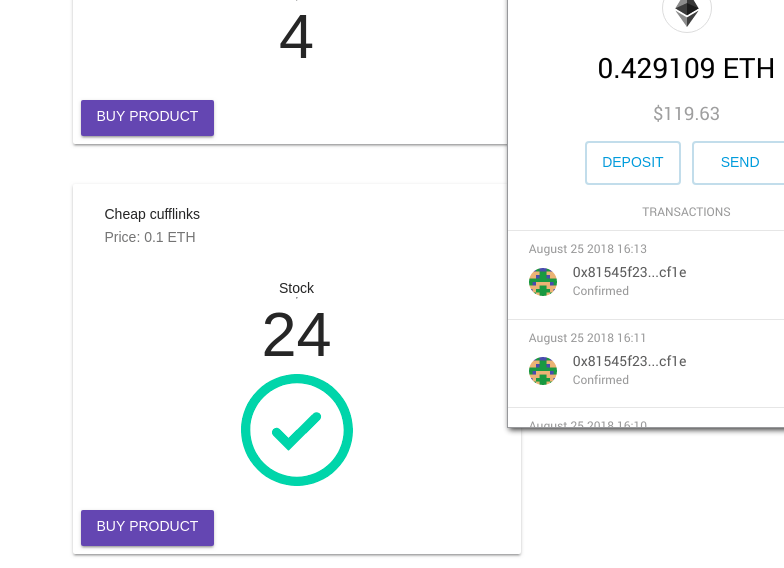 4
BUY PRODUCT
Cheap cufflinks
Price: 0.1 ETH
Stock
24
BUY PRODUCT
0.429109 ETH
$119.63
DEPOSIT
SEND
TRANSACTIONS
August 25 2018 16:13
0x81545f23...cf1e
Confirmed
August 25 2018 16:11
0x81545f23...cf1e
Confirmed
August 25 2018 16:10